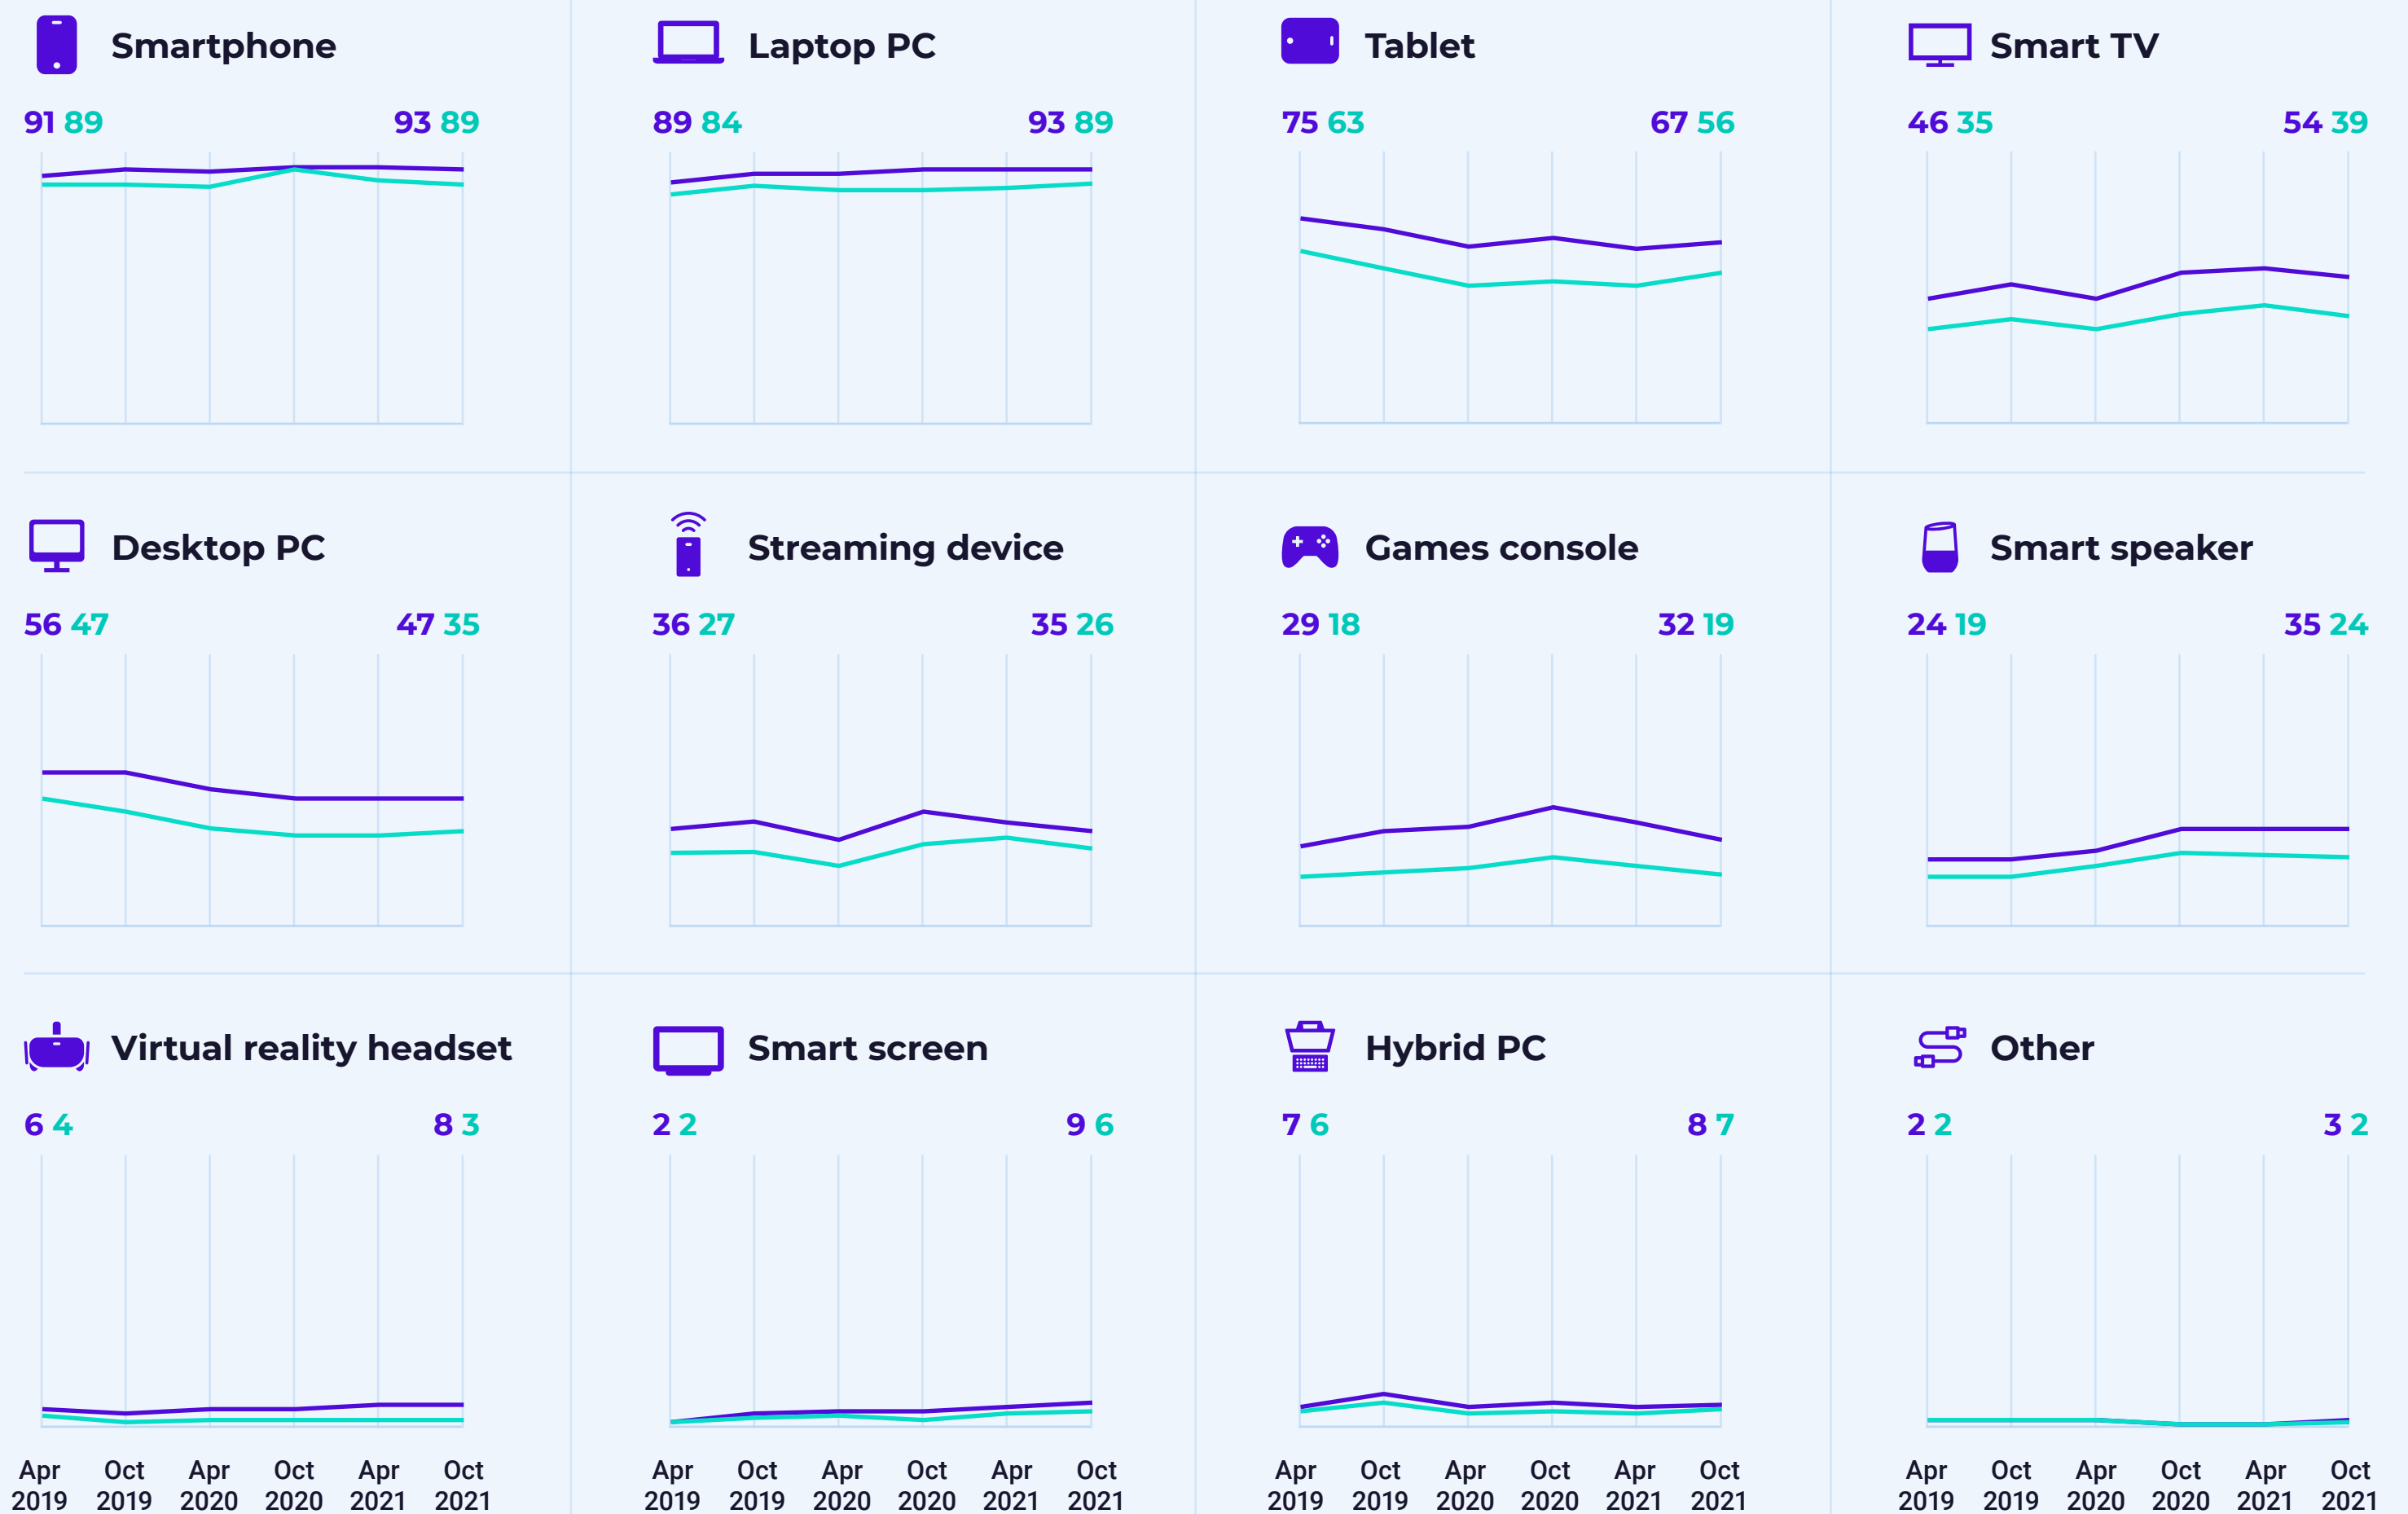 Smartphone
91 89 93 89
Laptop PC
89 84 93 89
Tablet
75 63 67 56
Smart TV
46 35 54 39
Desktop PC
56 47 47 35
Streaming device
36 27 35 26
Games console
29 18 32 19
Smart speaker
24 19 35 24
Virtual reality headset
6 4 8 3
Smart screen
2 2 9 6
Hybrid PC
7 6 8 7
Other
2 2 3 2
Apr Oct Apr Oct Apr Oct
2019 2019 2020 2020 2021 2021
Apr Oct Apr Oct Apr Oct
2019 2019 2020 2020 2021 2021
Apr Oct Apr Oct Apr Oct
2019 2019 2020 2020 2021 2021
Apr Oct Apr Oct Apr Oct
2019 2019 2020 2020 2021 2021